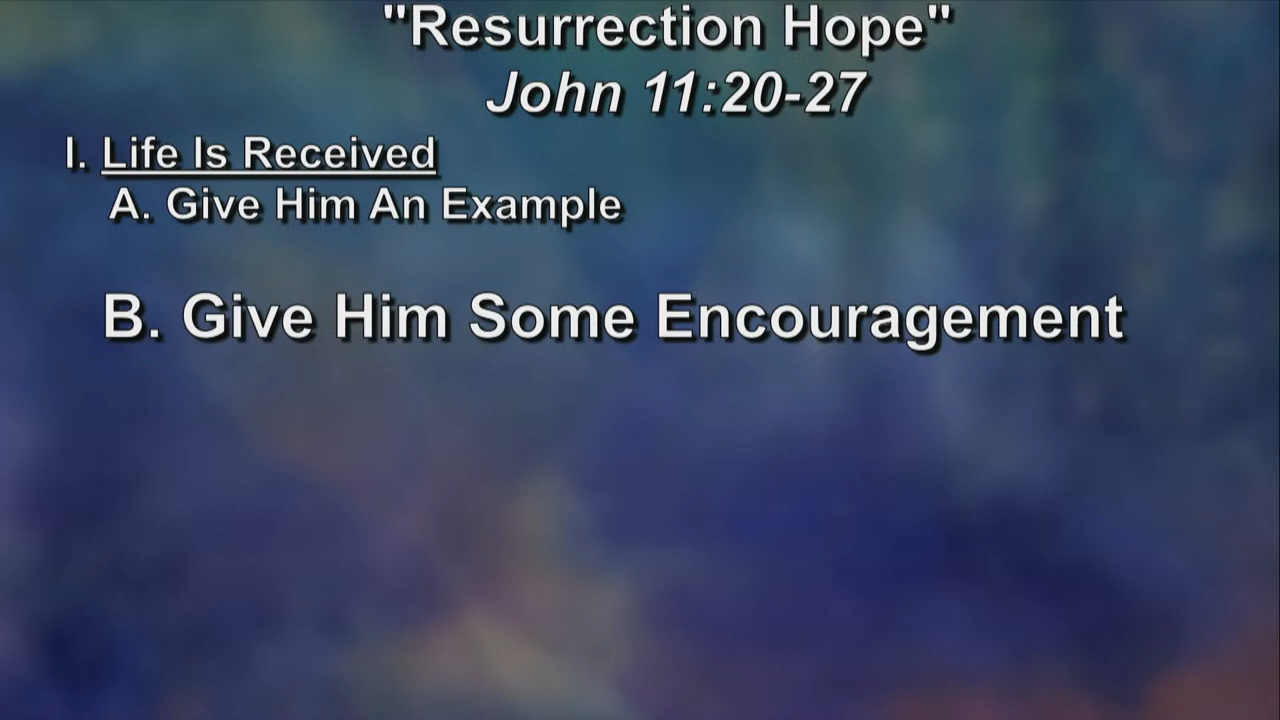 "Resurrection Hope"
John 11:20-27
I. Life Is Received
A. Give Him An Example
B. Give Him Some Encouragement